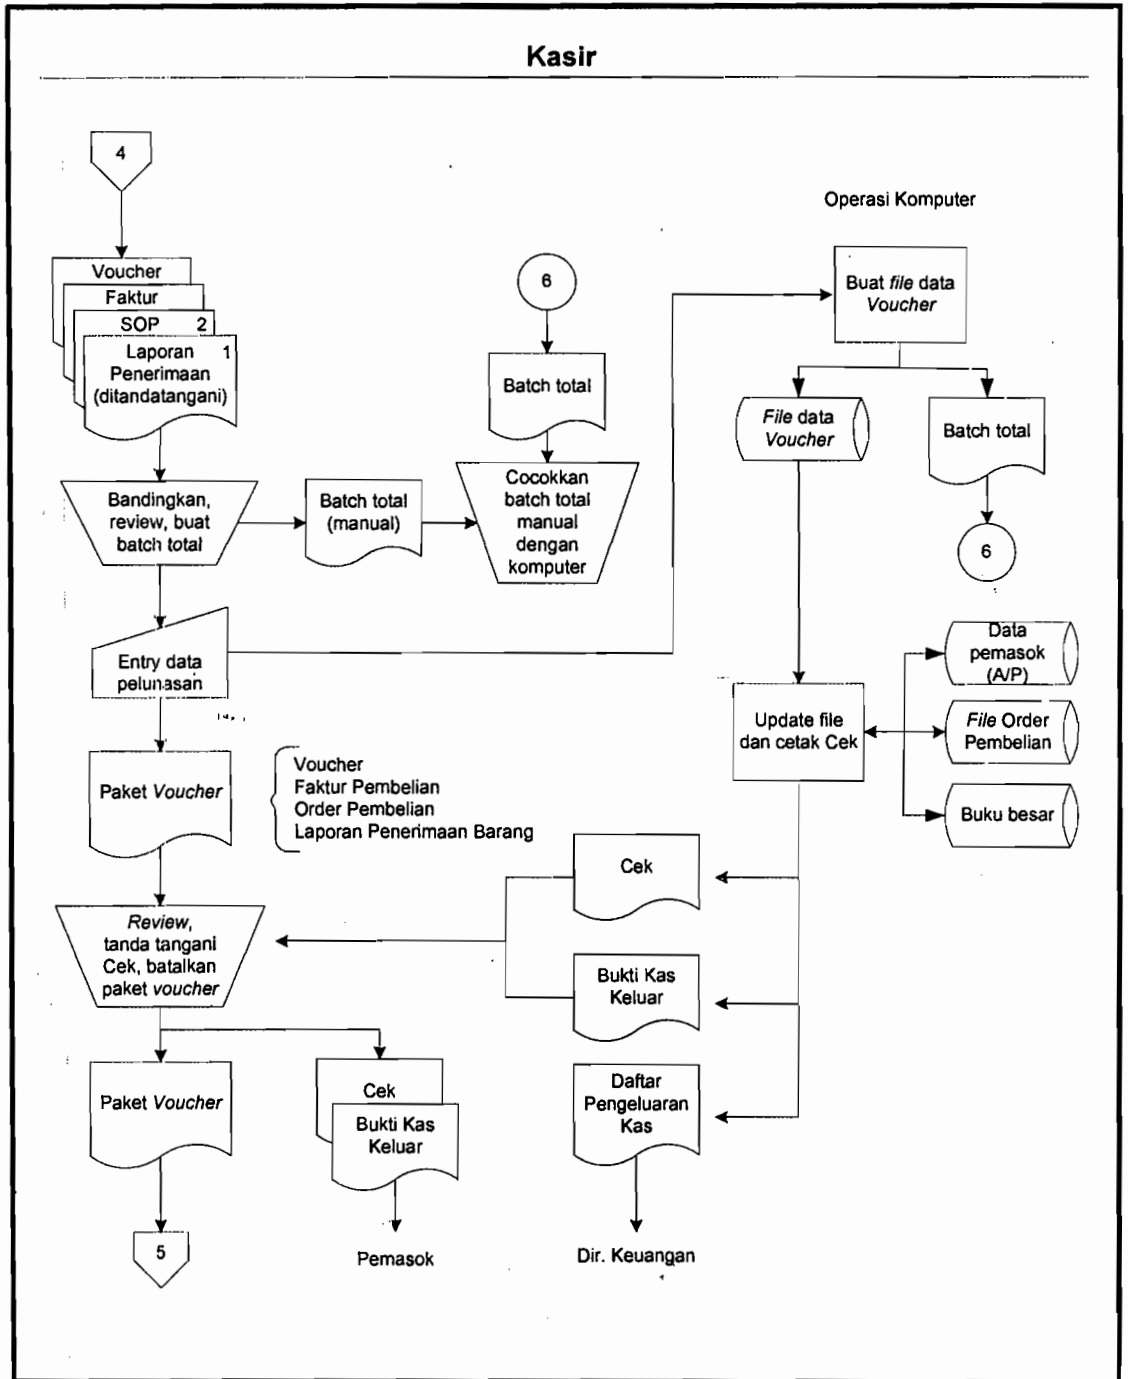 Kasir
4
Operasi Komputer
Voucher
Faktur
SOP 2
Laporan 1
Penerimaan
(ditandatangani)
6
Batch total
Buat file data
Voucher
File data
Voucher
Batch total
6
Bandingkan,
review, buat
batch total
Batch total
(manual)
Cocokkan
batch total
manual
dengan
komputer
Entry data
pelunasan
Data
pemasok
(A/P)
Update file
dan cetak Cek
File Order
Pembelian
Buku besar
Paket Voucher
Voucher
Faktur Pembelian
Order Pembelian
Laporan Penerimaan Barang
Cek
Review,
tanda tangani
Cek, batalkan
paket voucher
Bukti Kas
Keluar
Paket Voucher
Cek
Bukti Kas
Keluar
Daftar
Pengeluaran
Kas
5
Pemasok
Dir. Keuangan